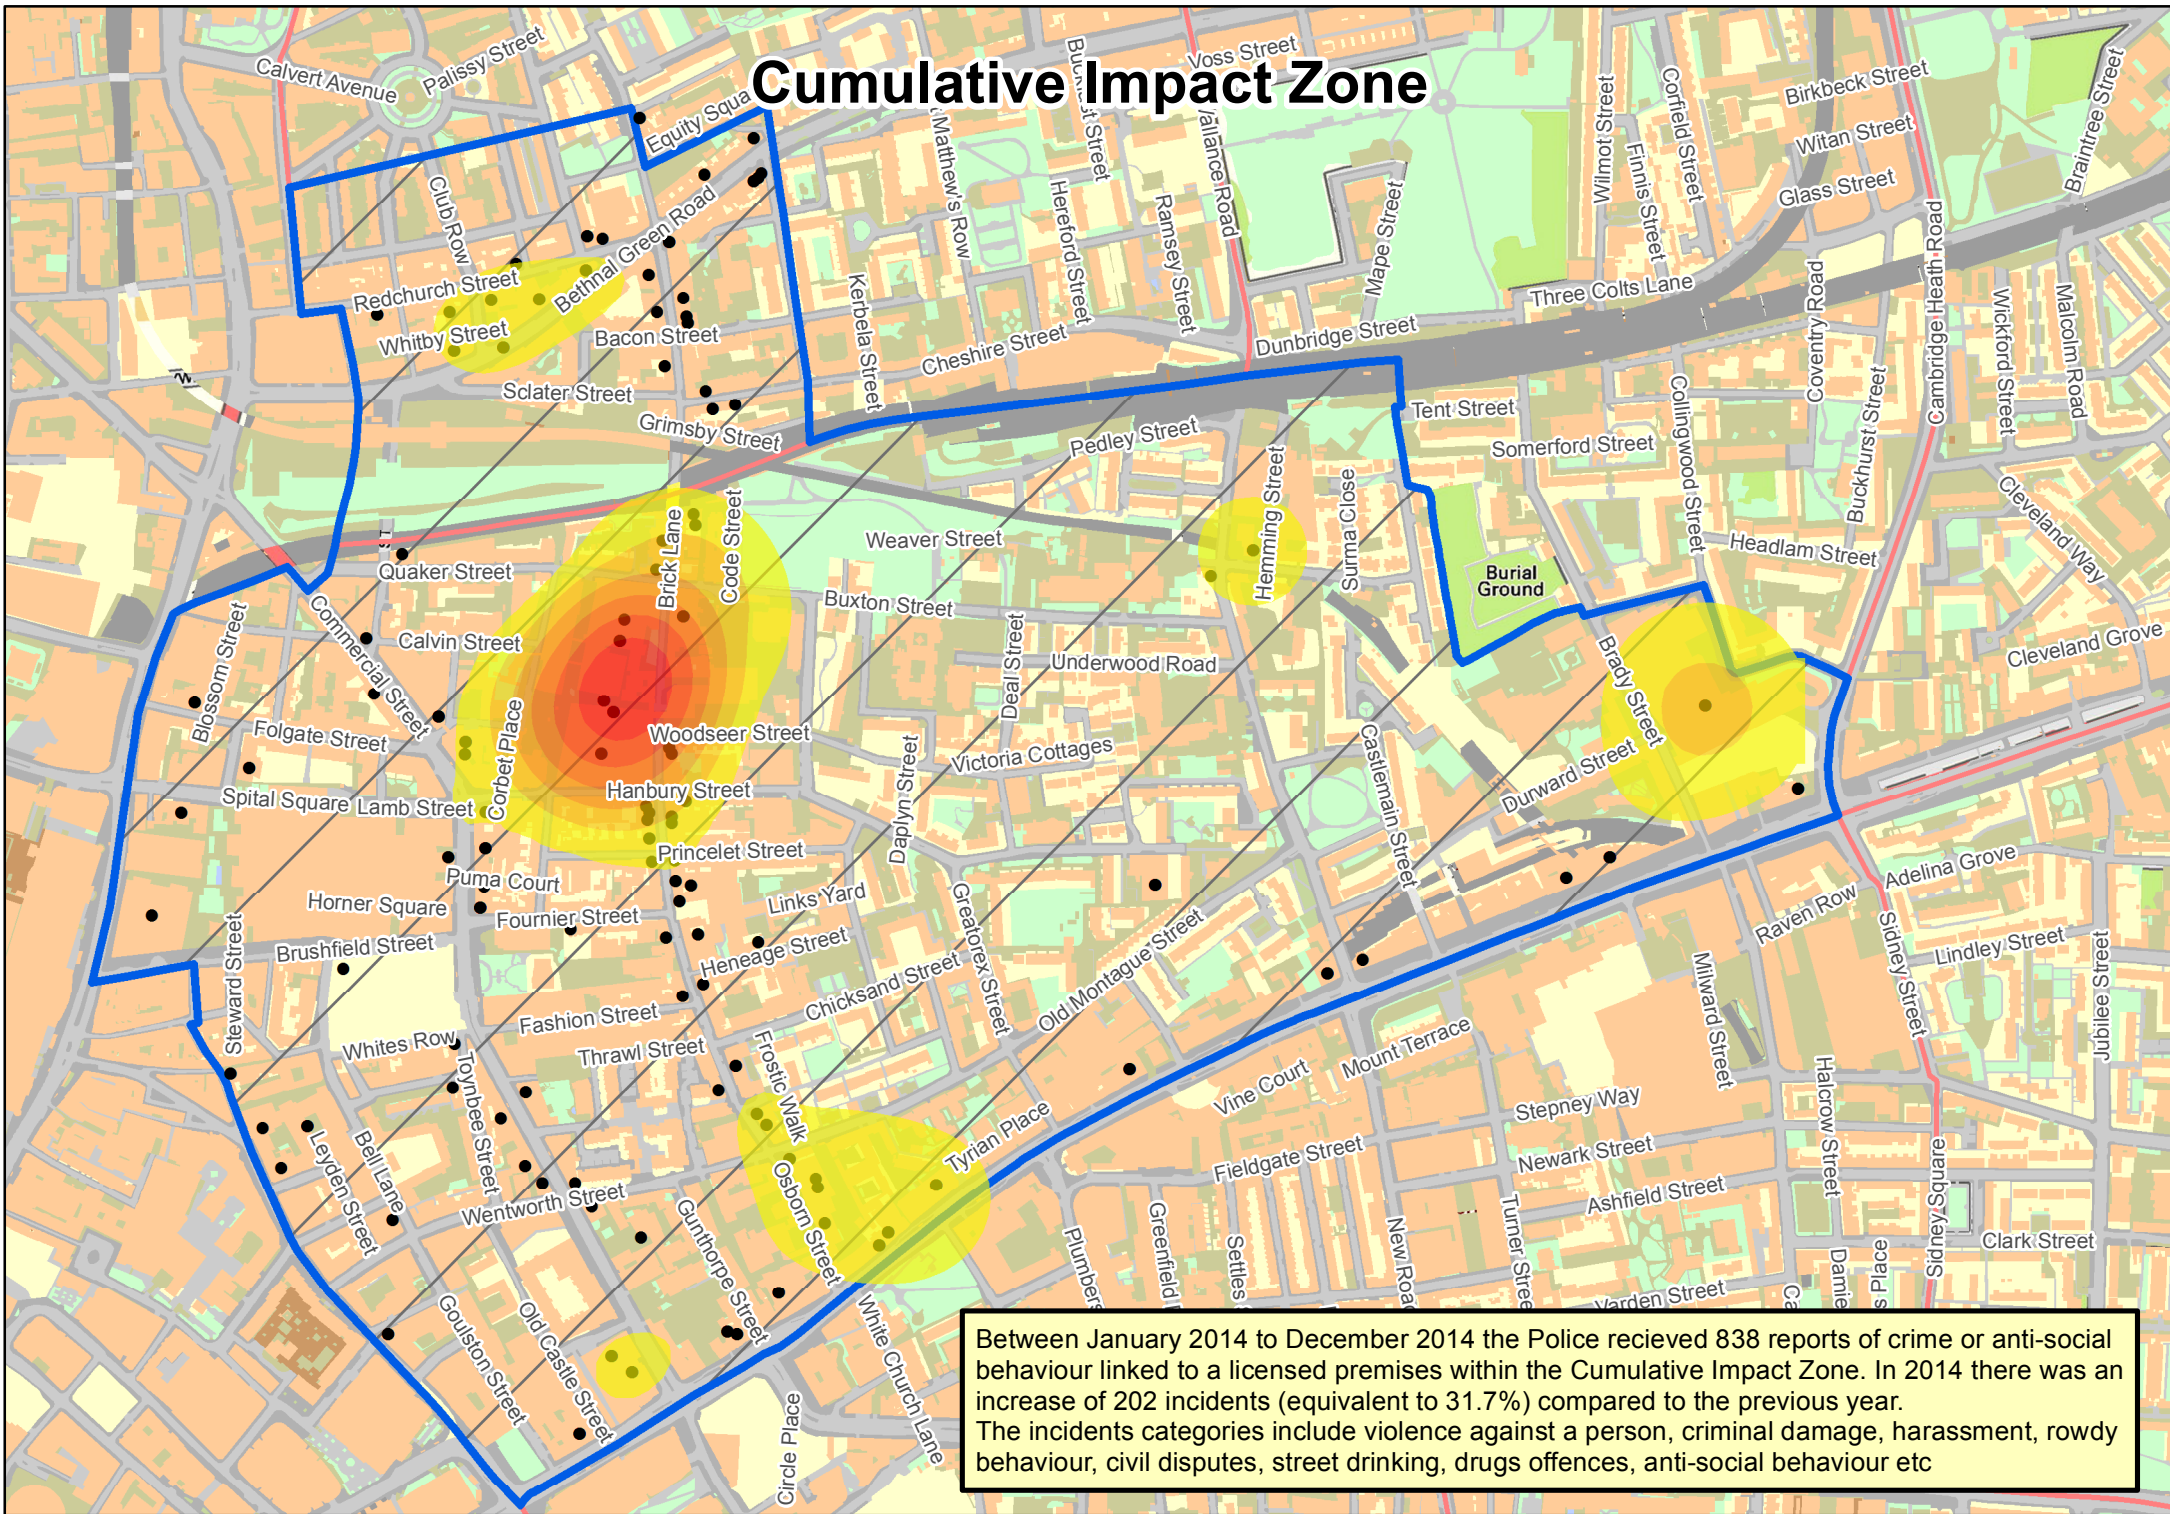 Cumulative Impact Zone
Calvert Avenue
Palissy Street
Equity Squa
Voss Street
Birkbeck Street
Witan Street
Glass Street
Braintree Street
Corfield Street
Finnis Street
Wilmot Street
Mape Street
Vallance Road
Ramsey Street
Hereford Street
Matthew's Row
Club Row
Bethnal Green Road
Redchurch Street
Whitby Street
Bacon Street
Sclater Street
Grimsby Street
Kerbela Street
Cheshire Street
Dunbridge Street
Three Colts Lane
Coventry Road
Cambridge Heath Road
Wickford Street
Malcolm Road
Tent Street
Somerford Street
Collingwood Street
Buckhurst Street
Cleveland Way
Headlam Street
Pedley Street
Hemming Street
Surma Close
Weaver Street
Burial
Ground
Brick Lane
Code Street
Quaker Street
Buxton Street
Calvin Street
Commercial Street
Blossom Street
Folgate Street
Corbet Place
Woodseer Street
Deal Street
Underwood Road
Victoria Cottages
Daplyn Street
Castlemain Street
Brady Street
Durward Street
Cleveland Grove
Spital Square
Lamb Street
Hanbury Street
Princelet Street
Puma Court
Horner Square
Fournier Street
Links Yard
Greatorex Street
Brushfield Street
Steward Street
Heneage Street
Chicksand Street
Old Montague Street
Adelina Grove
Raven Row
Lindley Street
Sidney Street
Jubilee Street
Milward Street
Fashion Street
Whites Row
Thrawl Street
Frostic Walk
Toynbee Street
Mount Terrace
Vine Court
Stepney Way
Halcrow Street
Tyrian Place
Fieldgate Street
Newark Street
Ashfield Street
Sidney Square
Clark Street
Leyden Street
Bell Lane
Wentworth Street
Gunthorpe Street
Osborn Street
Plumbers
Greenfield
Settles
New Road
Turner Stree
Varden Street
Damie
s Place
Goulston Street
Old Castle Street
White Church Lane
Circle Place
Between January 2014 to December 2014 the Police recieved 838 reports of crime or anti-social
behaviour linked to a licensed premises within the Cumulative Impact Zone. In 2014 there was an
increase of 202 incidents (equivalent to 31.7%) compared to the previous year.
The incidents categories include violence against a person, criminal damage, harassment, rowdy
behaviour, civil disputes, street drinking, drugs offences, anti-social behaviour etc